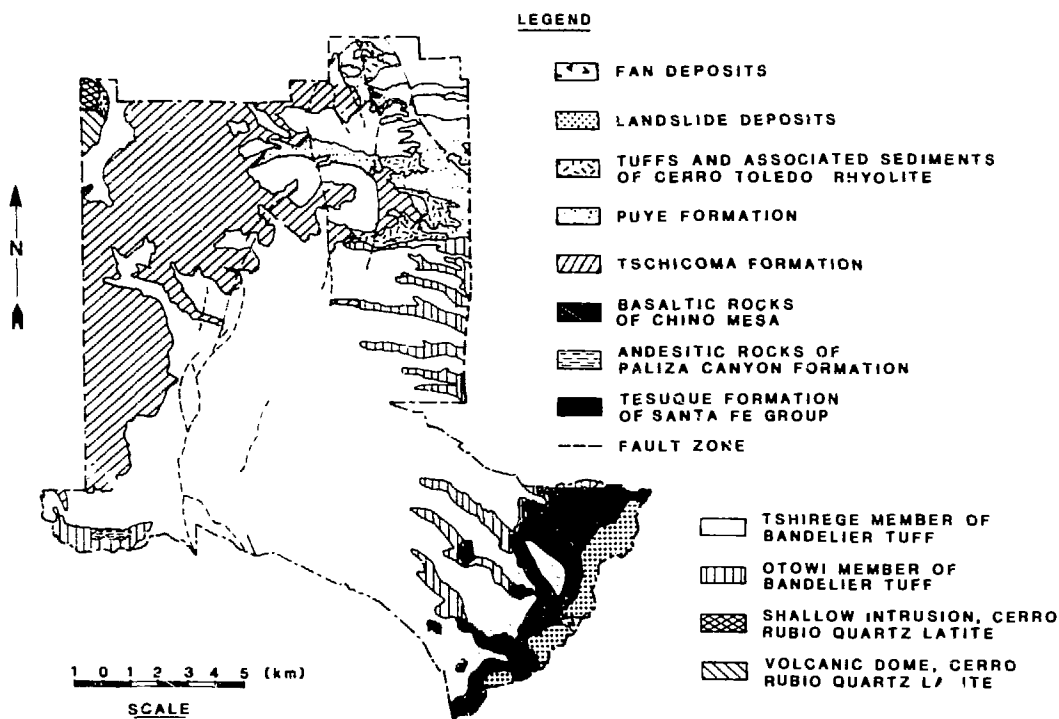 LEGEND
FAN DEPOSITS
LANDSLIDE DEPOSITS
TUFFS AND ASSOCIATED SEDIMENTS
OF CERRO TOLEDO RHYOLITE
PUYE FORMATION
TSCHICOMA FORMATION
BASALTIC ROCKS
OF CHINO MESA
ANDESITIC ROCKS OF
PALIZA CANYON FORMATION
TESUQUE FORMATION
OF SANTA FE GROUP
FAULT ZONE
TSHIREGE MEMBER OF
BANDELIER TUFF
OTOWI MEMBER OF
BANDELIER TUFF
SHALLOW INTRUSION, CERRO
RUBIO QUARTZ LATITE
VOLCANIC DOME, CERRO
RUBIO QUARTZ
N
1 0 1 2 3 4 5 (km)
SCALE